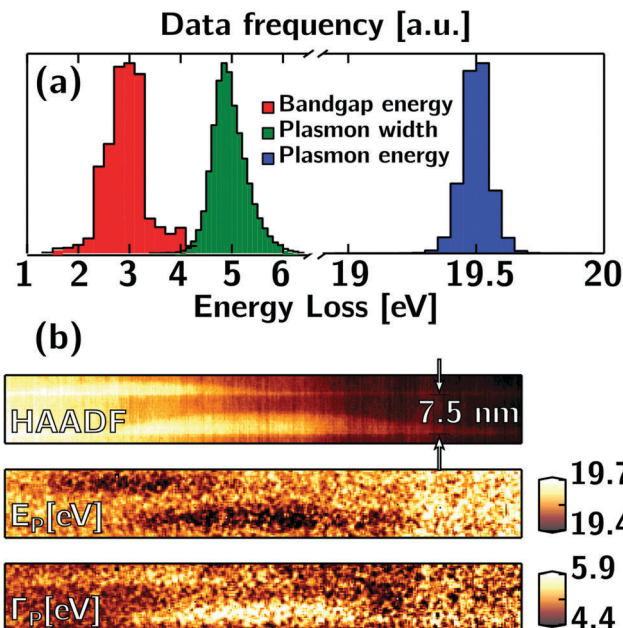 Data frequency [a.u.]
(a)
Bandgap energy
Plasmon width
Plasmon energy
1 2 3 4 5 6 19 19.5 20
Energy Loss [eV]
(b)
HAADF
7.5 nm
E_P[eV]
19.7
19.4
Γ_P[eV]
5.9
4.4